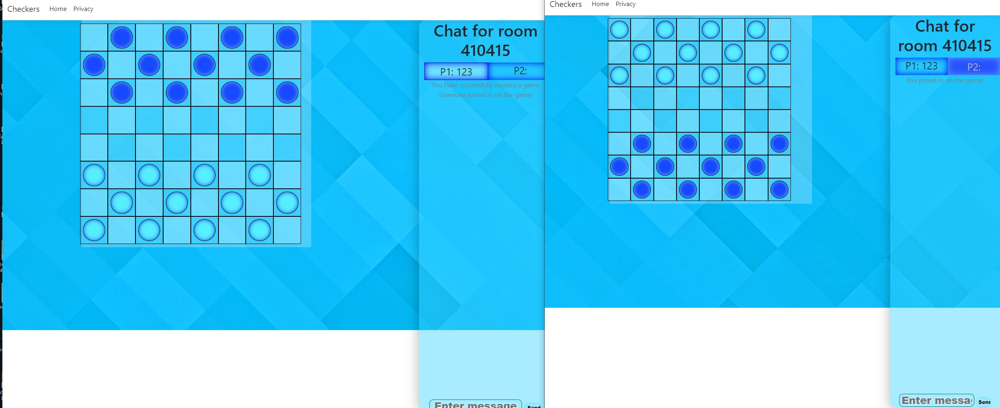 Checkers Home Privacy
Chat for room
410415
P1: 123 P2:
You have successfully created a game
Someone joined in on the game!
Enter message Send
Checkers Home Privacy
Chat for
room 410415
P1: 123 P2:
You joined in on the game!
Enter messa Send